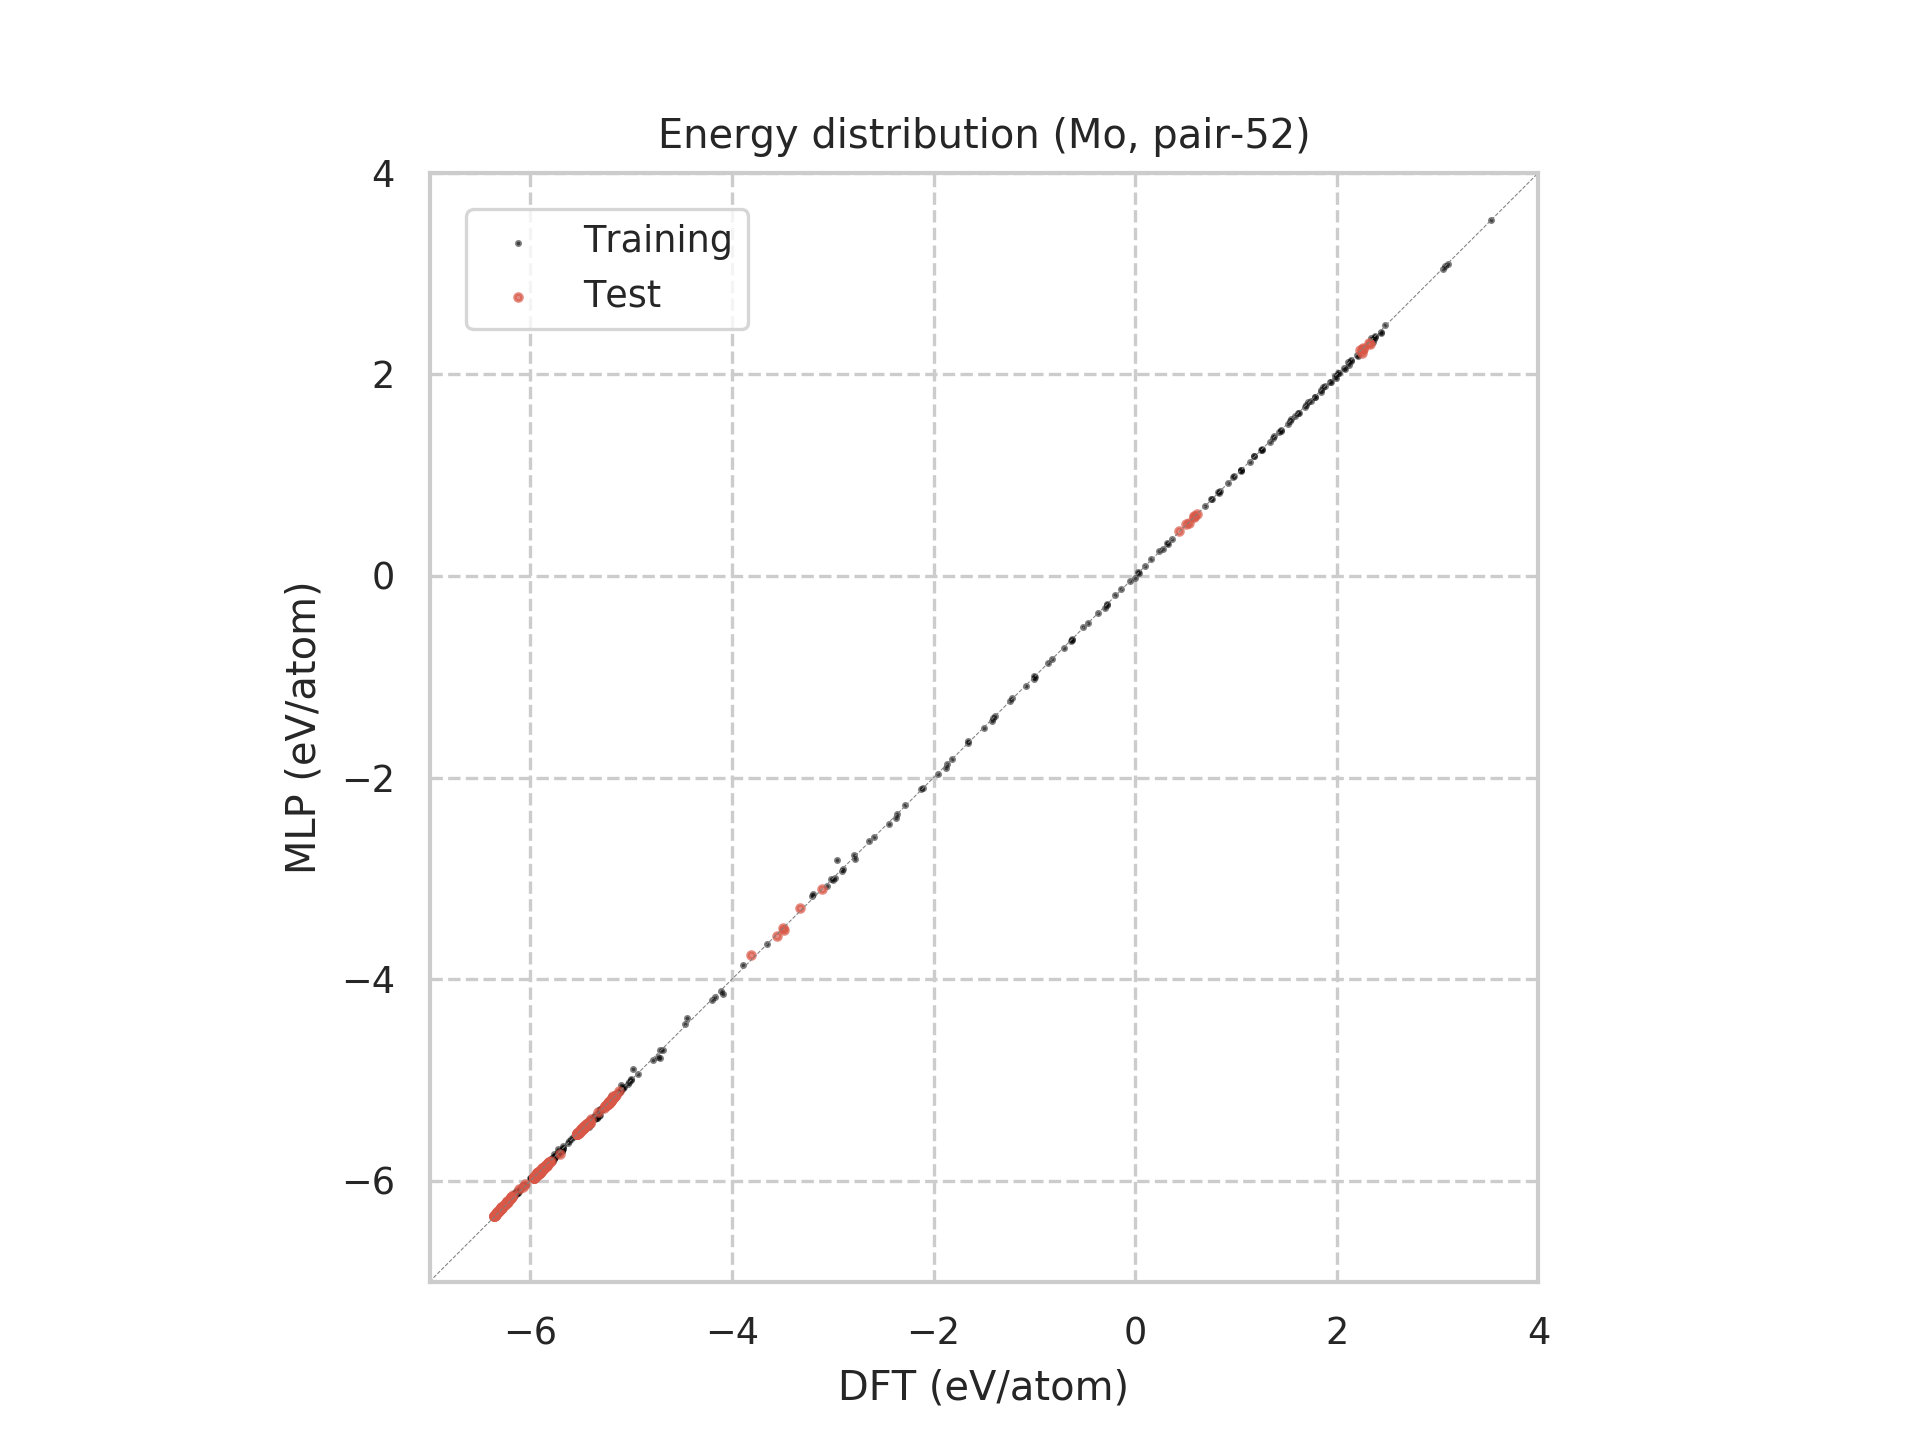 Energy distribution (Mo, pair-52)
Training
Test
4
2
0
−2
−4
−6
MLP (eV/atom)
−6 −4 −2 0 2 4
DFT (eV/atom)